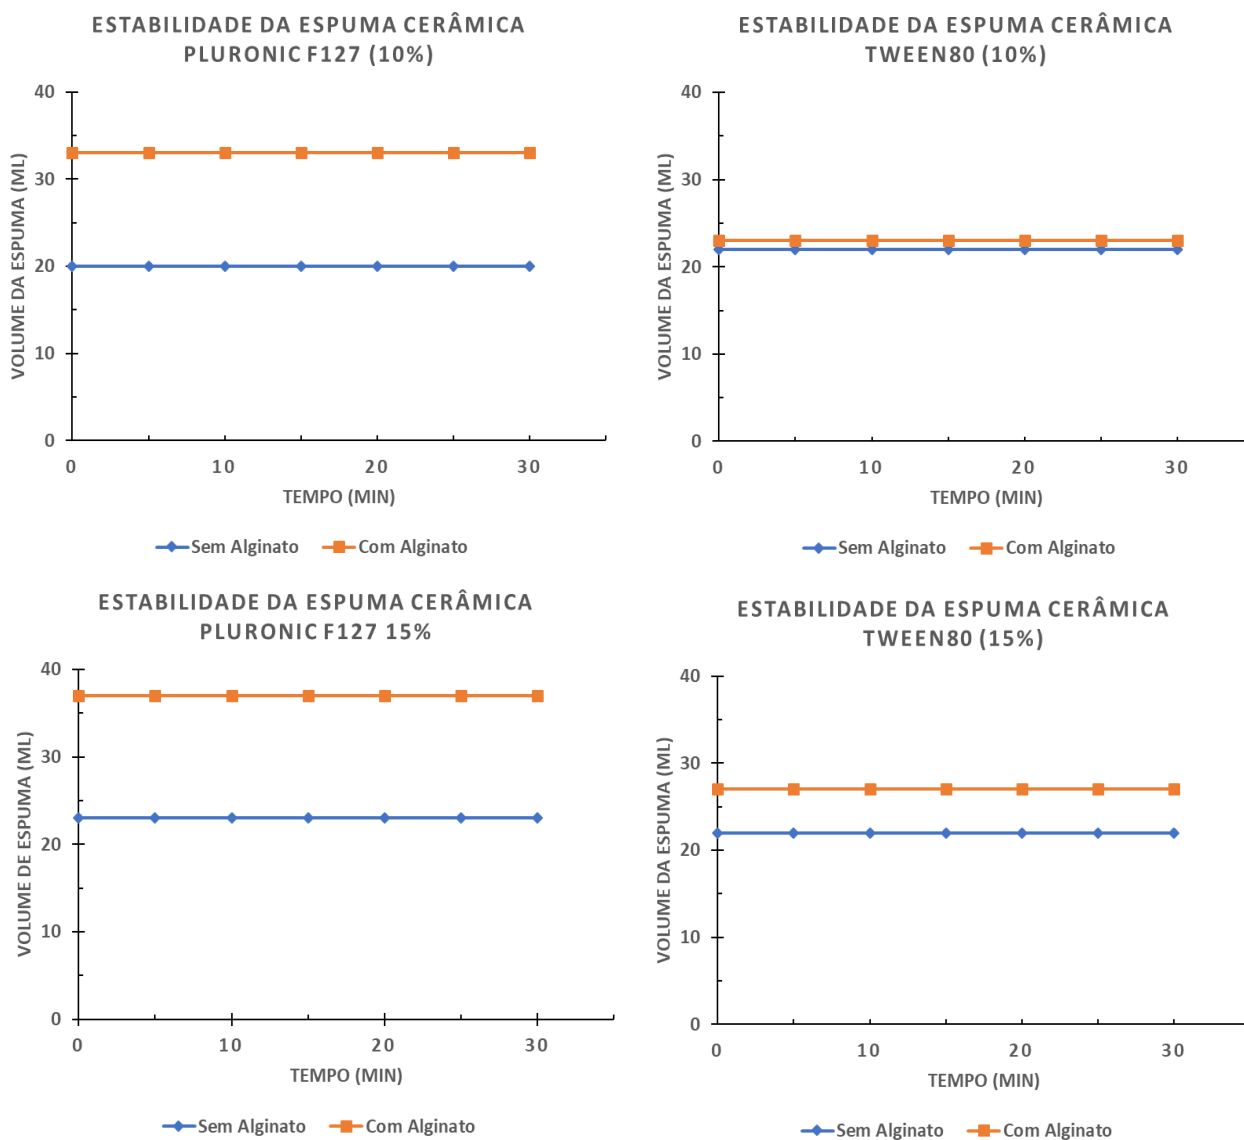 ESTABILIDADE DA ESPUMA CERÂMICA
PLURONIC F127 (10%)
VOLUME DA ESPUMA (ML)
40
30
20
10
0
0 10 20 30
TEMPO (MIN)
Sem Alginato Com Alginato
ESTABILIDADE DA ESPUMA CERÂMICA
TWEEN80 (10%)
VOLUME DA ESPUMA (ML)
40
30
20
10
0
0 10 20 30
TEMPO (MIN)
Sem Alginato Com Alginato
ESTABILIDADE DA ESPUMA CERÂMICA
PLURONIC F127 15%
VOLUME DE ESPUMA (ML)
40
30
20
10
0
0 10 20 30
TEMPO (MIN)
Sem Alginato Com Alginato
ESTABILIDADE DA ESPUMA CERÂMICA
TWEEN80 (15%)
VOLUME DA ESPUMA (ML)
40
30
20
10
0
0 10 20 30
TEMPO (MIN)
Sem Alginato Com Alginato